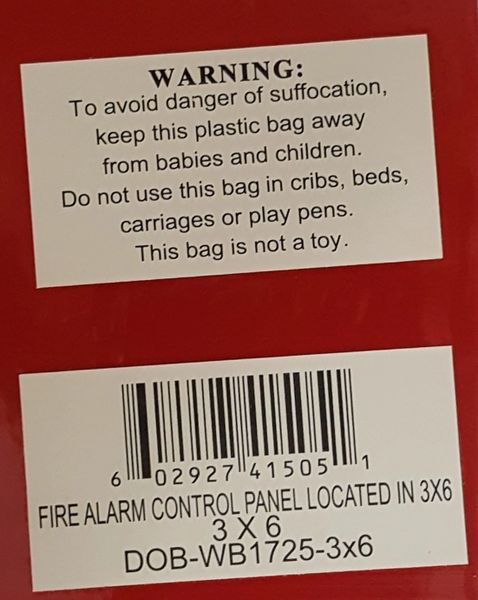 WARNING:
To avoid danger of suffocation,
keep this plastic bag away
from babies and children.
Do not use this bag in cribs, beds,
carriages or play pens.
This bag is not a toy.
6 02927 41505 1
FIRE ALARM CONTROL PANEL LOCATED IN 3X6
3 X 6
DOB-WB1725-3x6